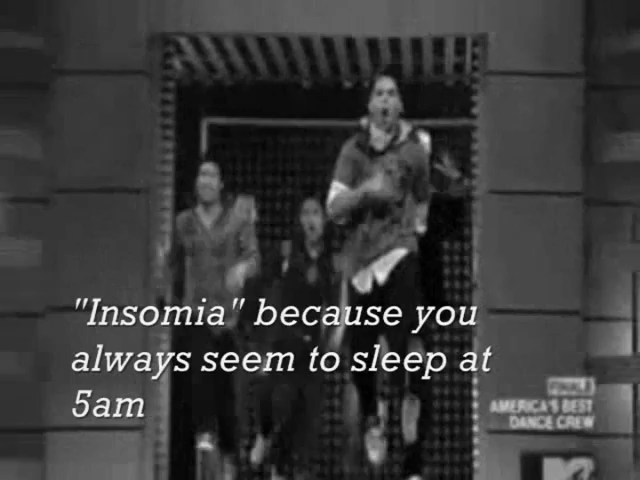 "Insomia" because you
always seem to sleep at
5am
FINALE
AMERICA'S BEST
DANCE CREW